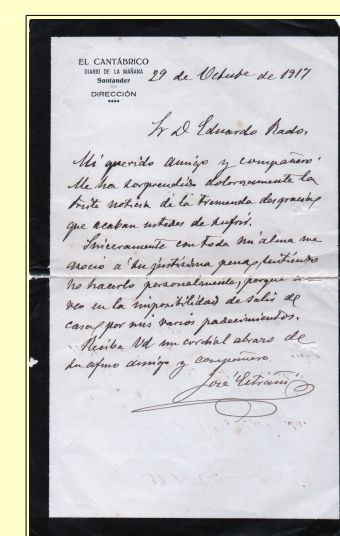 EL CANTÁBRICO
DIARIO DE LA MAÑANA
Santander
DIRECCIÓN
29 de Octubre de 1917
Sr D. Eduardo Rado,
Mi querido amigo y compañero:
Me ha sorprendido dolorosamente la
triste noticia de la tremenda desgracia
que acaban ustedes de sufrir.
Sinceramente con toda mi alma me
asocio a su justísima pena, sintiendo
no hacerlo personalmente, porque
veo en la imposibilidad de salir de
casa, por mis varios padecimientos.
Reciba Vd un cordial abrazo de
su afmo amigo y compañero
José Estrañi